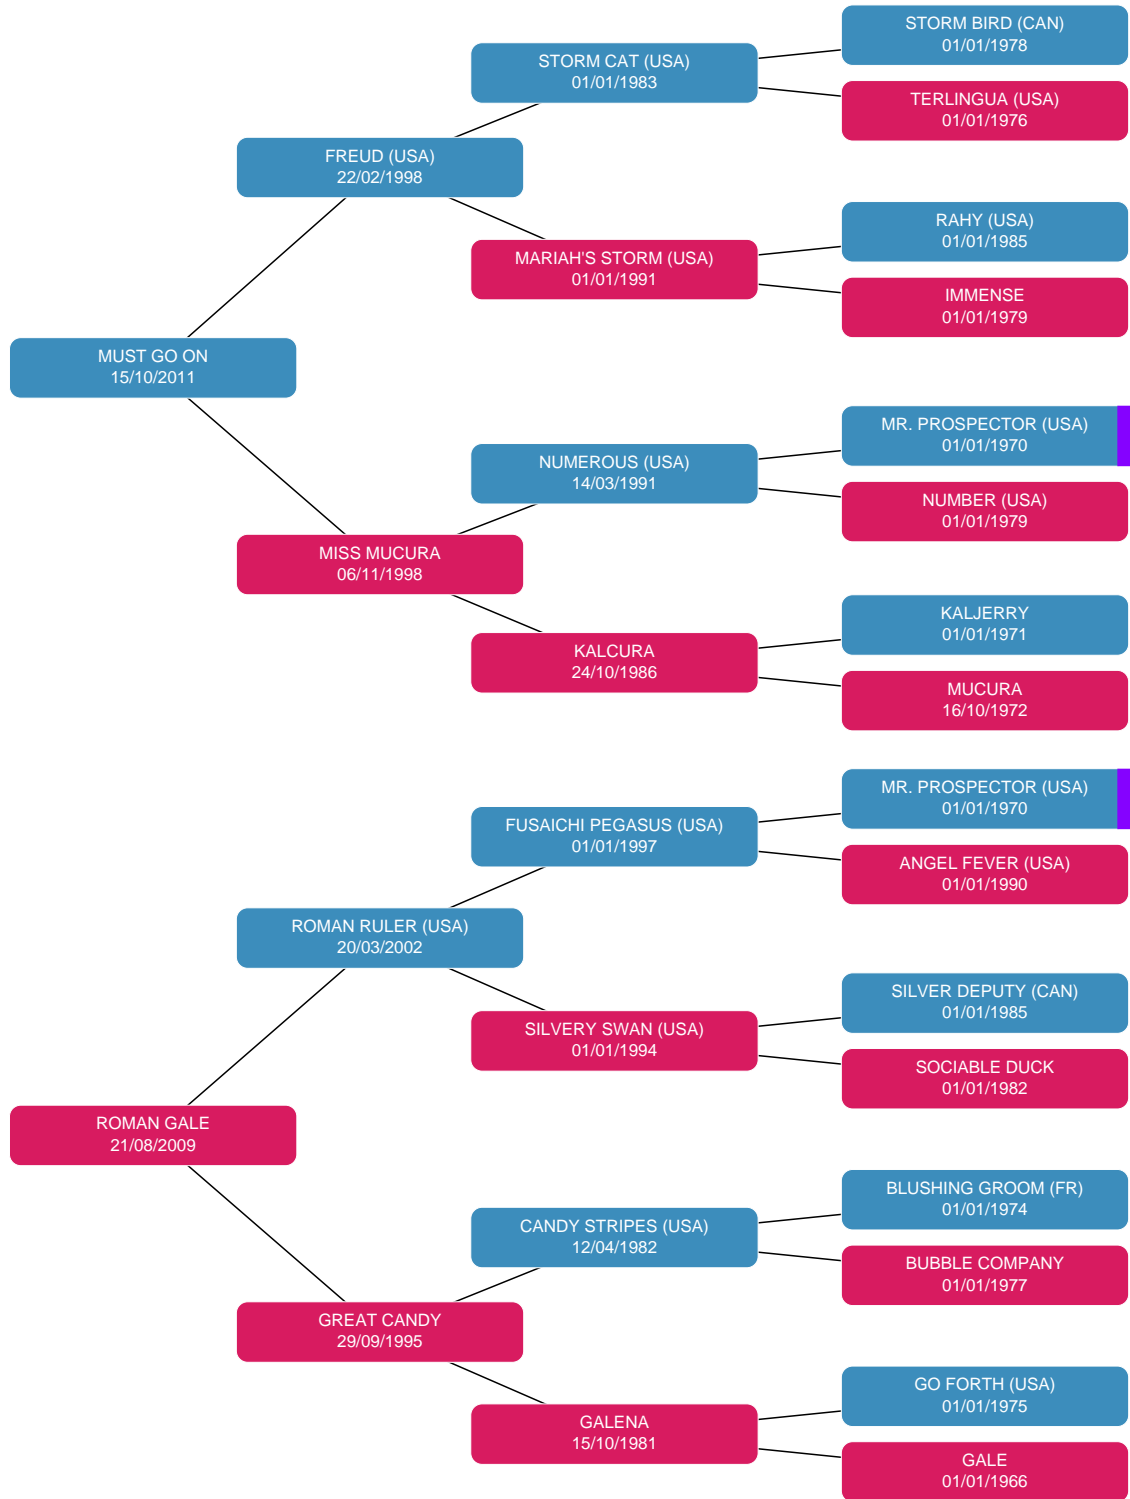 STORM BIRD (CAN)
01/01/1978
STORM CAT (USA)
01/01/1983
TERLINGUA (USA)
01/01/1976
FREUD (USA)
22/02/1998
RAHY (USA)
01/01/1985
MARIAH'S STORM (USA)
01/01/1991
IMMENSE
01/01/1979
MUST GO ON
15/10/2011
MR. PROSPECTOR (USA)
01/01/1970
NUMEROUS (USA)
14/03/1991
NUMBER (USA)
01/01/1979
MISS MUCURA
06/11/1998
KALJERRY
01/01/1971
KALCURA
24/10/1986
MUCURA
16/10/1972
MR. PROSPECTOR (USA)
01/01/1970
FUSAICHI PEGASUS (USA)
01/01/1997
ANGEL FEVER (USA)
01/01/1990
ROMAN RULER (USA)
20/03/2002
SILVER DEPUTY (CAN)
01/01/1985
SILVERY SWAN (USA)
01/01/1994
SOCIABLE DUCK
01/01/1982
ROMAN GALE
21/08/2009
BLUSHING GROOM (FR)
01/01/1974
CANDY STRIPES (USA)
12/04/1982
BUBBLE COMPANY
01/01/1977
GREAT CANDY
29/09/1995
GO FORTH (USA)
01/01/1975
GALENA
15/10/1981
GALE
01/01/1966